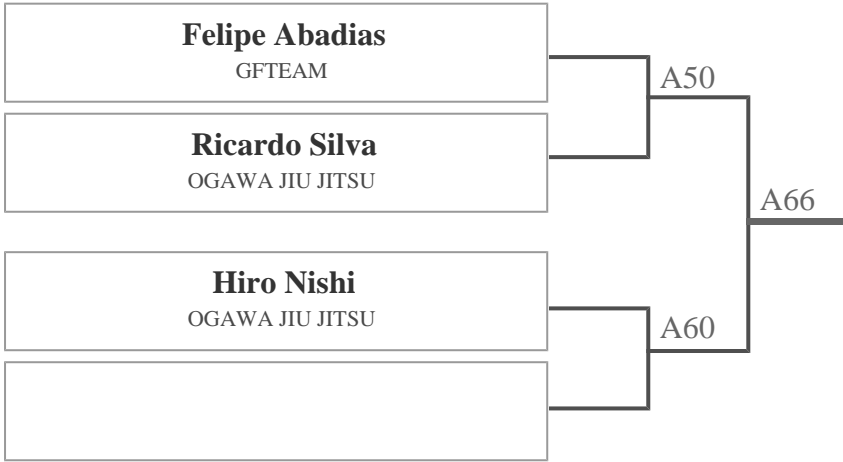 Felipe Abadias
GFTEAM
A50
Ricardo Silva
OGAWA JIU JITSU
A66
Hiro Nishi
OGAWA JIU JITSU
A60